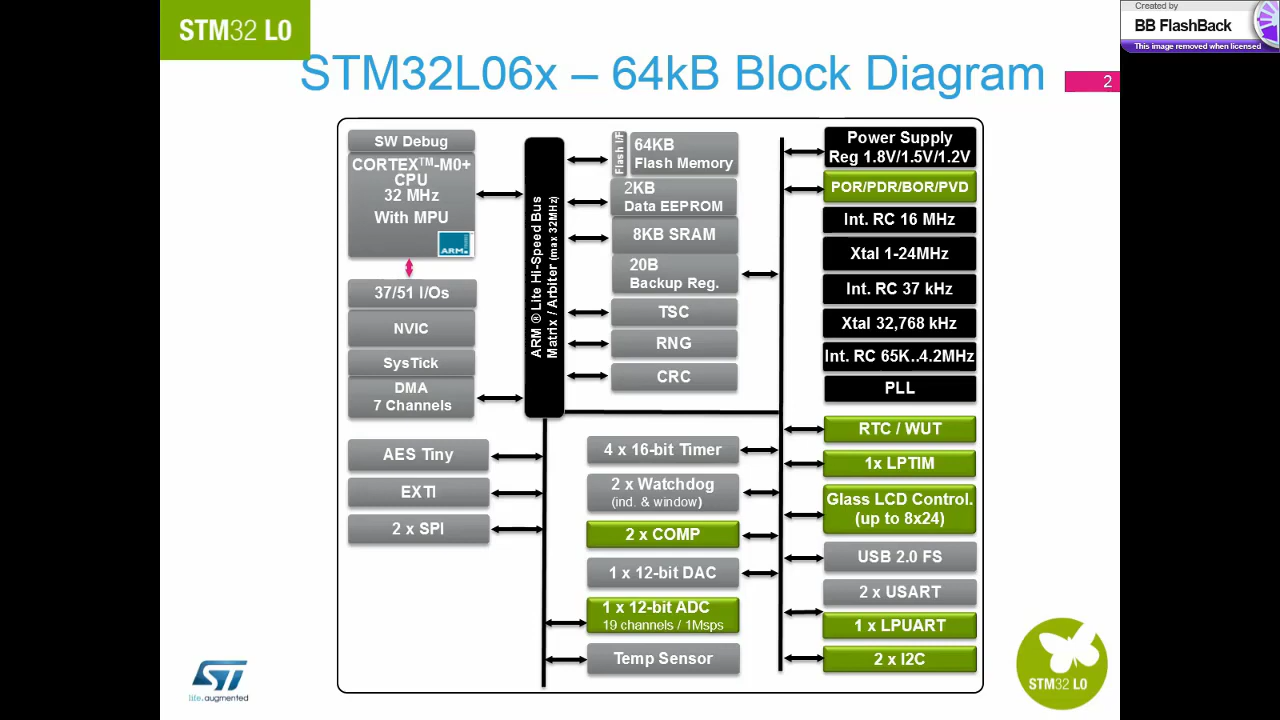 STM32 L0
Created by
BB FlashBack
This image removed when licensed
STM32L06x – 64kB Block Diagram
2
SW Debug
CORTEX™-M0+
CPU
32 MHz
With MPU
ARM
37/51 I/Os
NVIC
SysTick
DMA
7 Channels
AES Tiny
EXTI
2 x SPI
ARM ® Lite Hi-Speed Bus
Matrix / Arbiter (max 32MHz)
Flash I/F
64KB
Flash Memory
2KB
Data EEPROM
8KB SRAM
20B
Backup Reg.
TSC
RNG
CRC
4 x 16-bit Timer
2 x Watchdog
(ind. & window)
2 x COMP
1 x 12-bit DAC
1 x 12-bit ADC
19 channels / 1Msps
Temp Sensor
Power Supply
Reg 1.8V/1.5V/1.2V
POR/PDR/BOR/PVD
Int. RC 16 MHz
Xtal 1-24MHz
Int. RC 37 kHz
Xtal 32,768 kHz
Int. RC 65K..4.2MHz
PLL
RTC / WUT
1x LPTIM
Glass LCD Control.
(up to 8x24)
USB 2.0 FS
2 x USART
1 x LPUART
2 x I2C
ST
life.augmented
STM32 L0